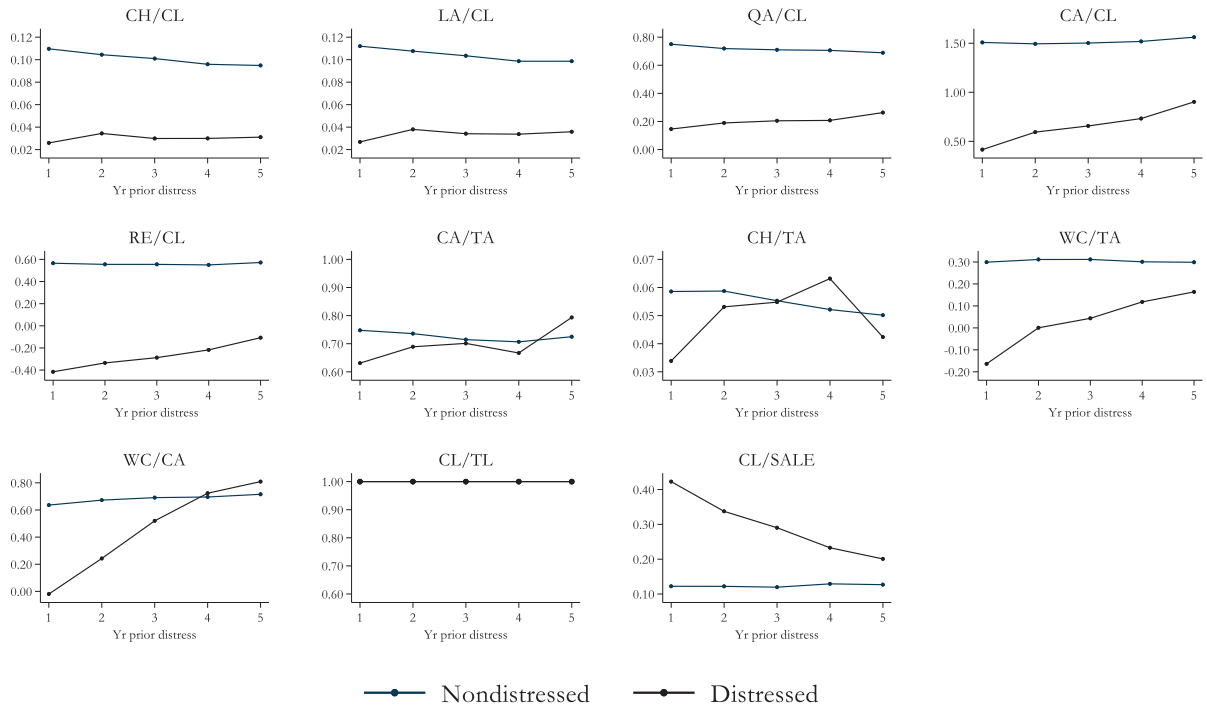 CH/CL
0.12
0.10
0.08
0.06
0.04
0.02
1 2 3 4 5
Yr prior distress
LA/CL
0.12
0.10
0.08
0.06
0.04
0.02
1 2 3 4 5
Yr prior distress
QA/CL
0.80
0.60
0.40
0.20
0.00
1 2 3 4 5
Yr prior distress
CA/CL
1.50
1.00
0.50
1 2 3 4 5
Yr prior distress
RE/CL
0.60
0.40
0.20
0.00
-0.20
-0.40
1 2 3 4 5
Yr prior distress
CA/TA
1.00
0.90
0.80
0.70
0.60
1 2 3 4 5
Yr prior distress
CH/TA
0.07
0.06
0.05
0.04
0.03
1 2 3 4 5
Yr prior distress
WC/TA
0.30
0.20
0.10
0.00
-0.10
-0.20
1 2 3 4 5
Yr prior distress
WC/CA
0.80
0.60
0.40
0.20
0.00
1 2 3 4 5
Yr prior distress
CL/TL
1.00
0.90
0.80
0.70
0.60
1 2 3 4 5
Yr prior distress
CL/SALE
0.40
0.30
0.20
0.10
1 2 3 4 5
Yr prior distress
Nondistressed Distressed